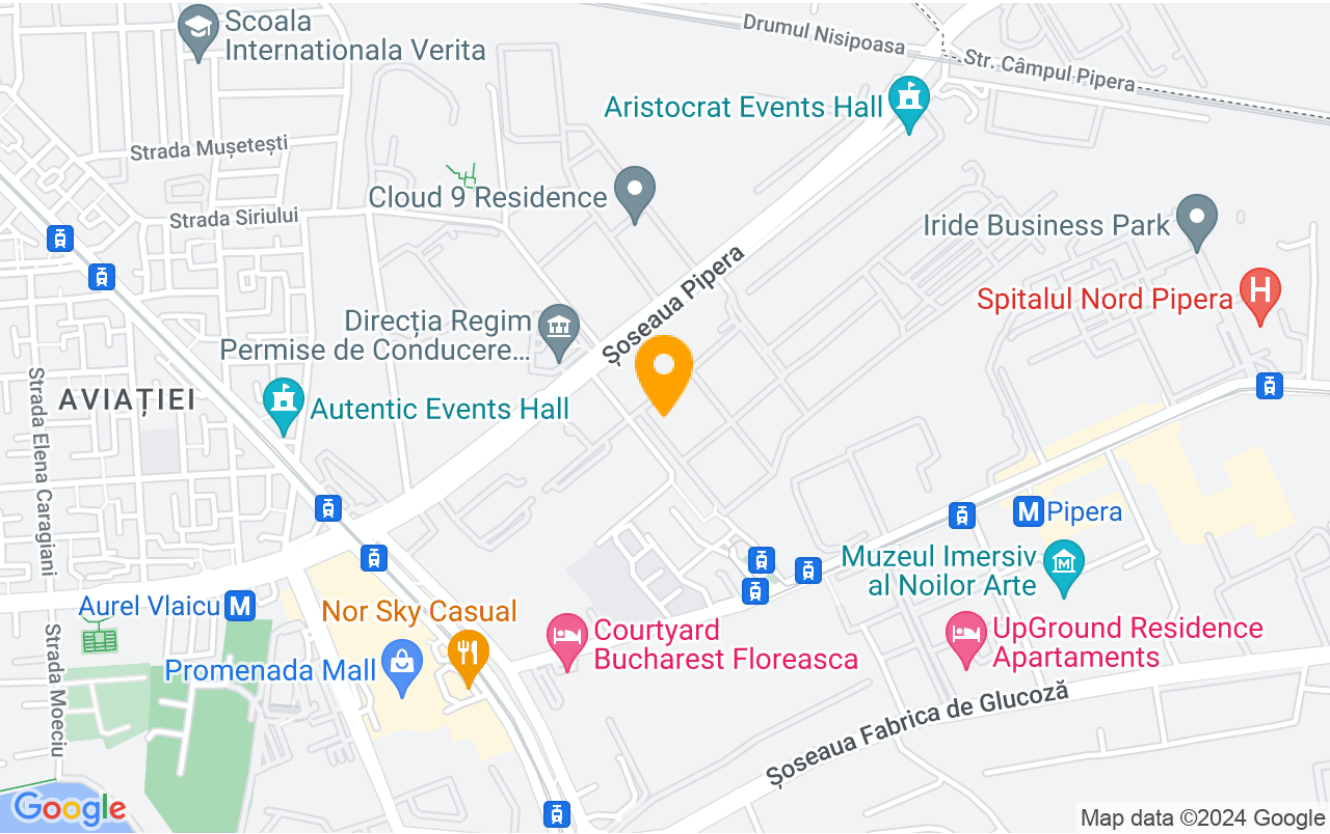 Scoala
Internationala Verita
Drumul Nisipoasa
Str. Câmpul Pipera
Aristocrat Events Hall
Strada Mușetești
Cloud 9 Residence
Strada Siriului
Iride Business Park
Șoseaua Pipera
Spitalul Nord Pipera
H
Direcția Regim
Permise de Conducere...
Strada Elena Caragiani
AVIAȚIEI
Autentic Events Hall
M Pipera
Muzeul Imersiv
al Noilor Arte
M
Aurel Vlaicu M
Nor Sky Casual
Strada Moeciu
Courtyard
Bucharest Floreasca
UpGround Residence
Apartaments
Promenada Mall
Șoseaua Fabrica de Glucoză
Google
Map data ©2024 Google